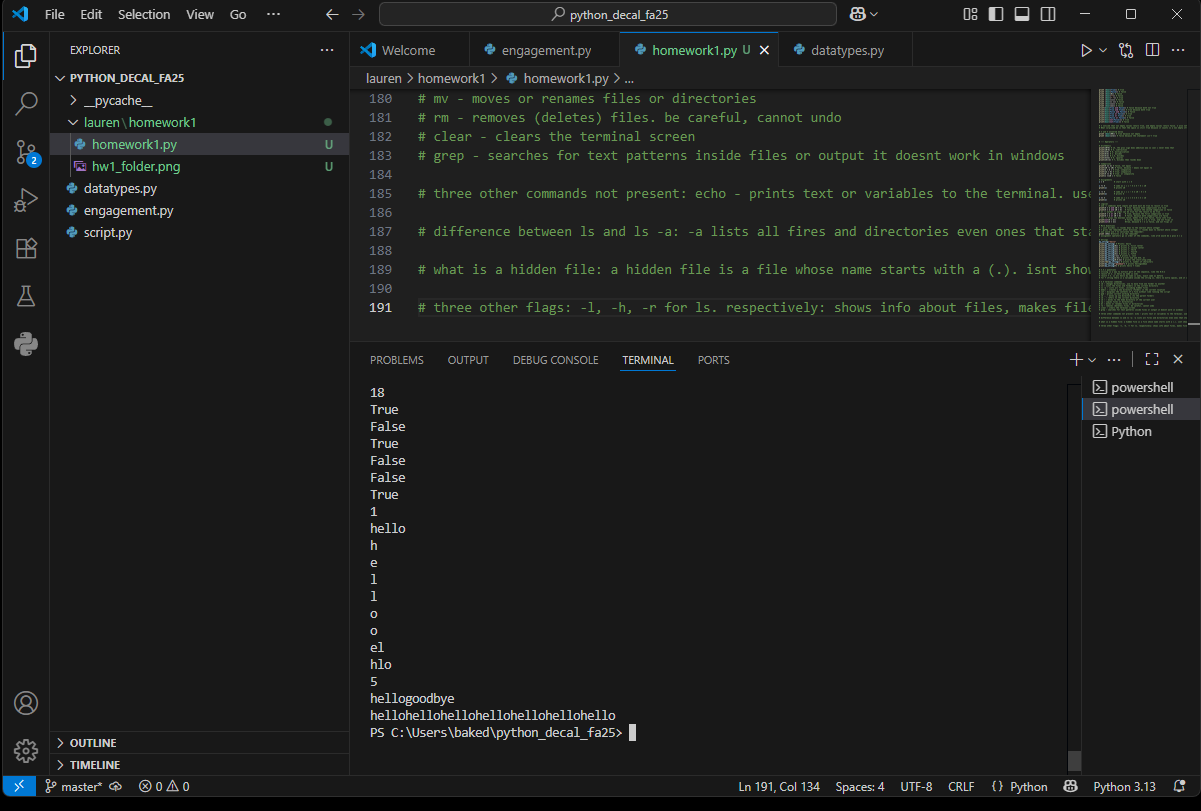 File Edit Selection View Go ··· python_decal_fa25
EXPLORER
PYTHON_DECAL_FA25
__pycache__
lauren\homework1
homework1.py U
hw1_folder.png U
datatypes.py
engagement.py
script.py
OUTLINE
TIMELINE
2
Welcome engagement.py homework1.py U datatypes.py
lauren > homework1 > homework1.py > ...
180 # mv - moves or renames files or directories
181 # rm - removes (deletes) files. be careful, cannot undo
182 # clear - clears the terminal screen
183 # grep - searches for text patterns inside files or output it doesnt work in windows
184
185 # three other commands not present: echo - prints text or variables to the terminal. use
186
187 # difference between ls and ls -a: -a lists all fires and directories even ones that sta
188
189 # what is a hidden file: a hidden file is a file whose name starts with a (.). isnt show
190
191 # three other flags: -l, -h, -r for ls. respectively: shows info about files, makes file
PROBLEMS OUTPUT DEBUG CONSOLE TERMINAL PORTS
18
True
False
True
False
False
True
1
hello
h
e
l
l
o
o
el
hlo
5
hellogoodbye
hellohellohellohellohellohellohello
PS C:\Users\baked\python_decal_fa25>
powershell
powershell
Python
master* 0 0 Ln 191, Col 134 Spaces: 4 UTF-8 CRLF {} Python Python 3.13